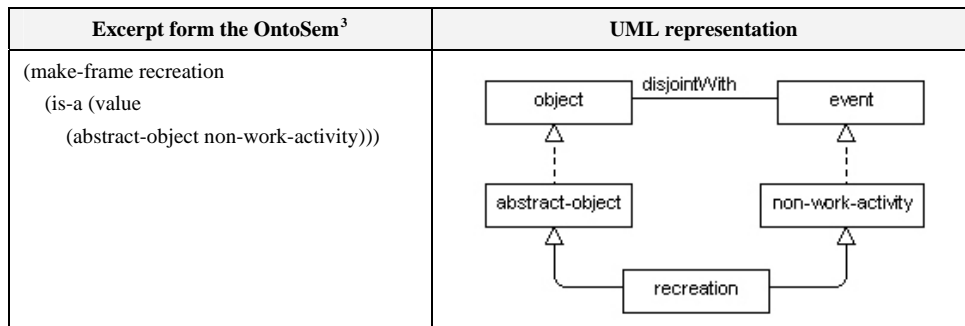 Excerpt form the OntoSem3
UML representation
(make-frame recreation
(is-a (value
(abstract-object non-work-activity)))
object
disjointWith
event
abstract-object
non-work-activity
recreation